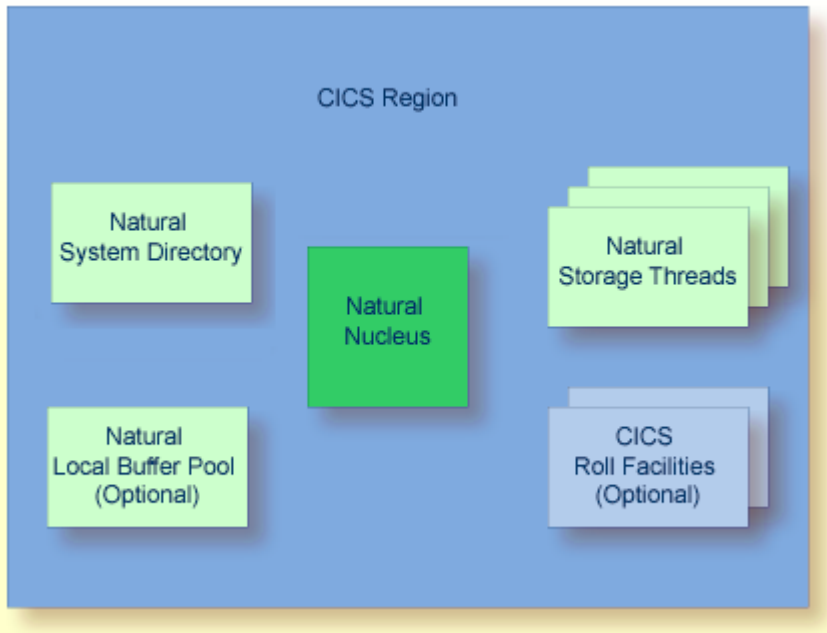 CICS Region
Natural
System Directory
Natural
Storage Threads
Natural
Nucleus
Natural
Local Buffer Pool
(Optional)
CICS
Roll Facilities
(Optional)